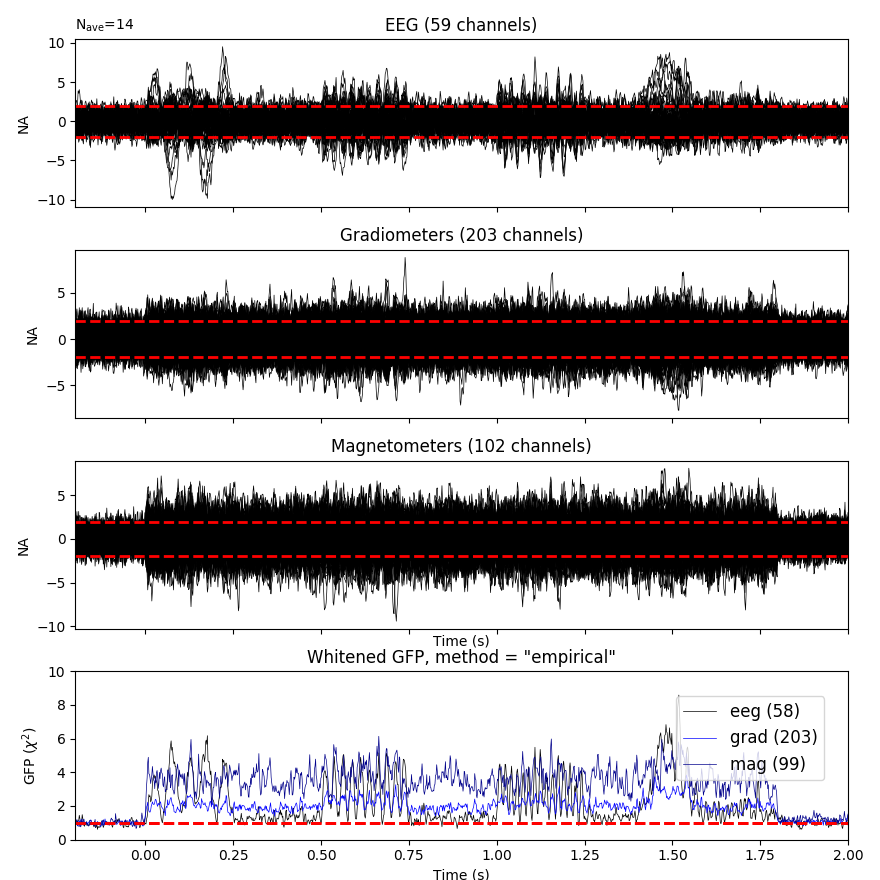 N_ave=14
EEG (59 channels)
10
5
0
−5
−10
NA
Gradiometers (203 channels)
5
0
−5
NA
Magnetometers (102 channels)
5
0
−5
−10
NA
Time (s)
Whitened GFP, method = "empirical"
10
8
6
4
2
0
GFP (χ²)
eeg (58)
grad (203)
mag (99)
0.00 0.25 0.50 0.75 1.00 1.25 1.50 1.75 2.00
Time (s)